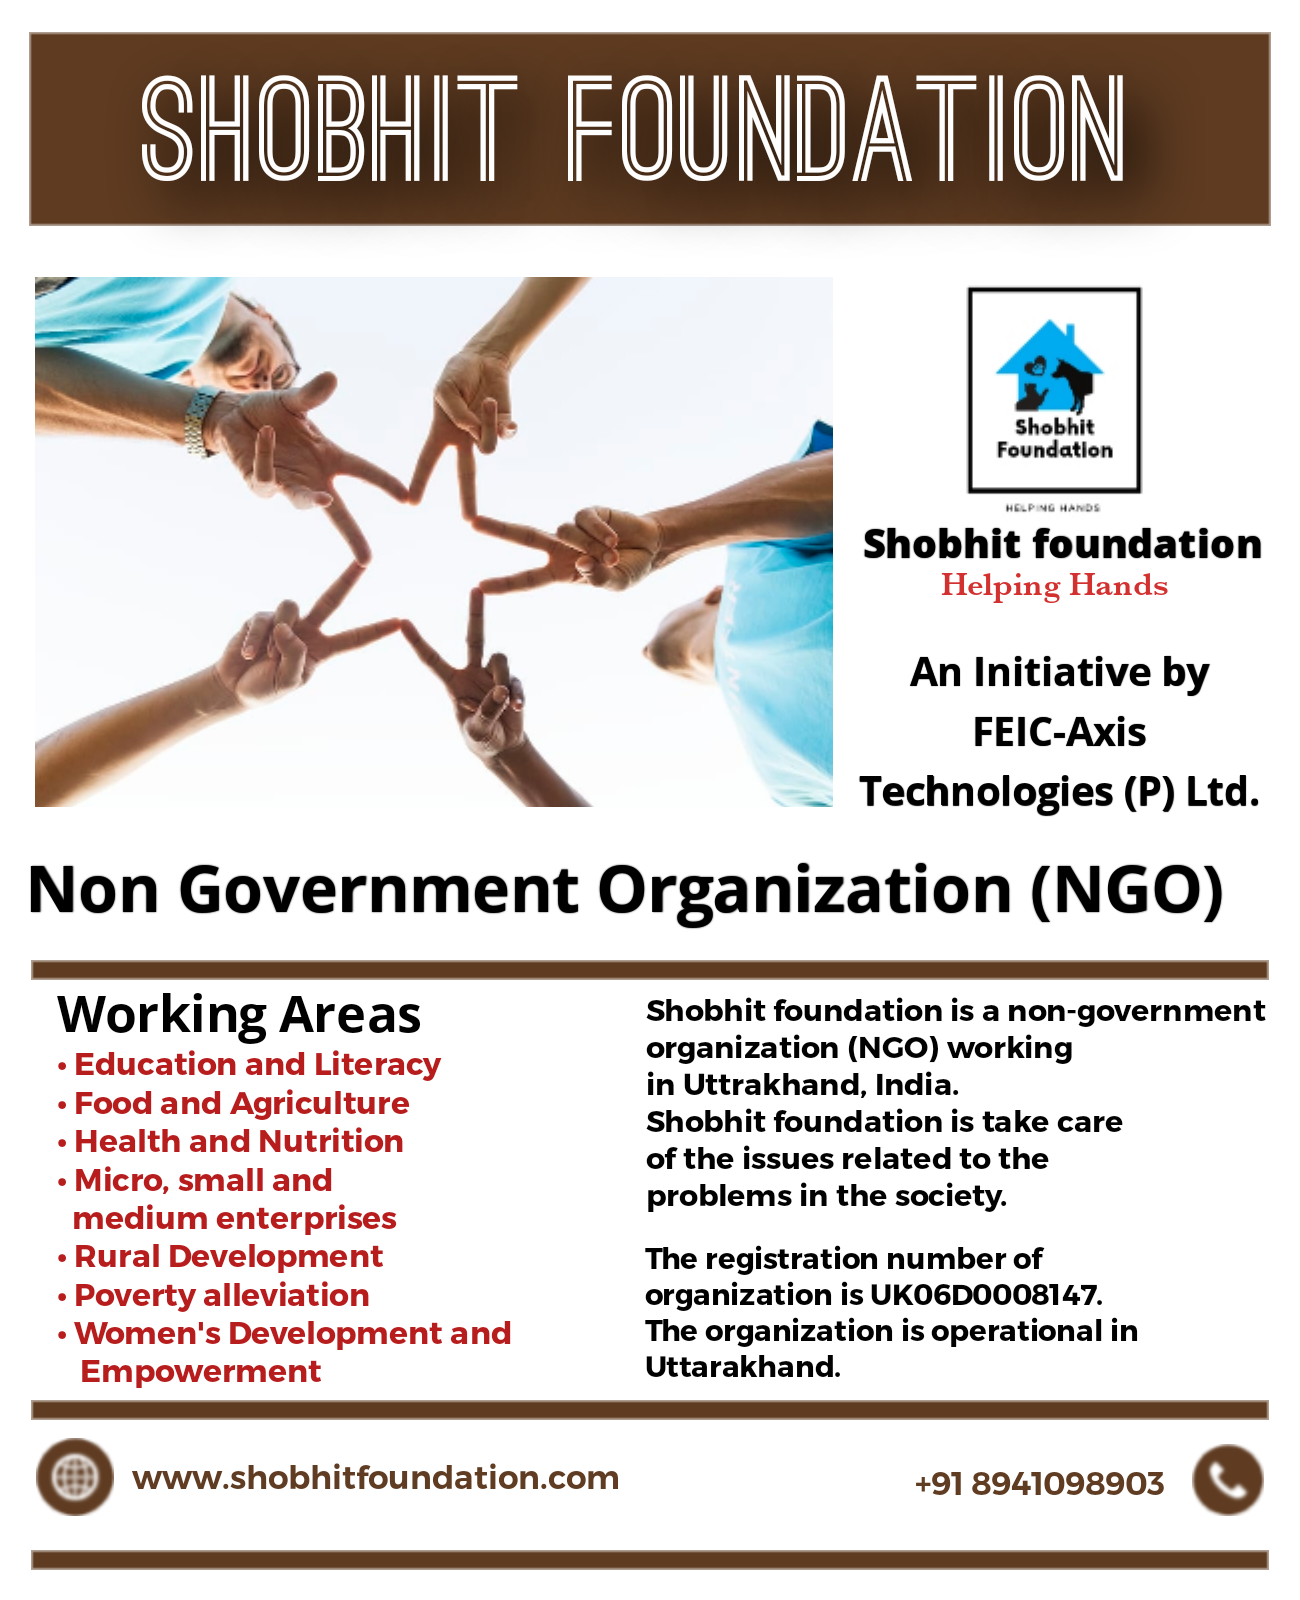 SHOBHIT FOUNDATION
Shobhit
Foundation
HELPING HANDS
Shobhit foundation
Helping Hands
An Initiative by
FEIC-Axis
Technologies (P) Ltd.
Non Government Organization (NGO)
Working Areas
• Education and Literacy
• Food and Agriculture
• Health and Nutrition
• Micro, small and
medium enterprises
• Rural Development
• Poverty alleviation
• Women's Development and
Empowerment
Shobhit foundation is a non-government
organization (NGO) working
in Uttrakhand, India.
Shobhit foundation is take care
of the issues related to the
problems in the society.
The registration number of
organization is UK06D0008147.
The organization is operational in
Uttarakhand.
www.shobhitfoundation.com
+91 8941098903